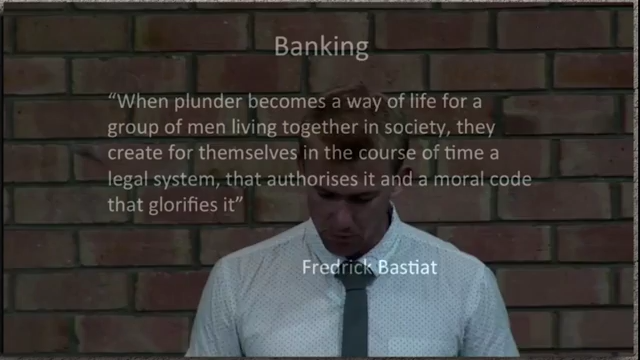 Banking
“When plunder becomes a way of life for a
group of men living together in society, they
create for themselves in the course of time a
legal system, that authorises it and a moral code
that glorifies it”
Fredrick Bastiat